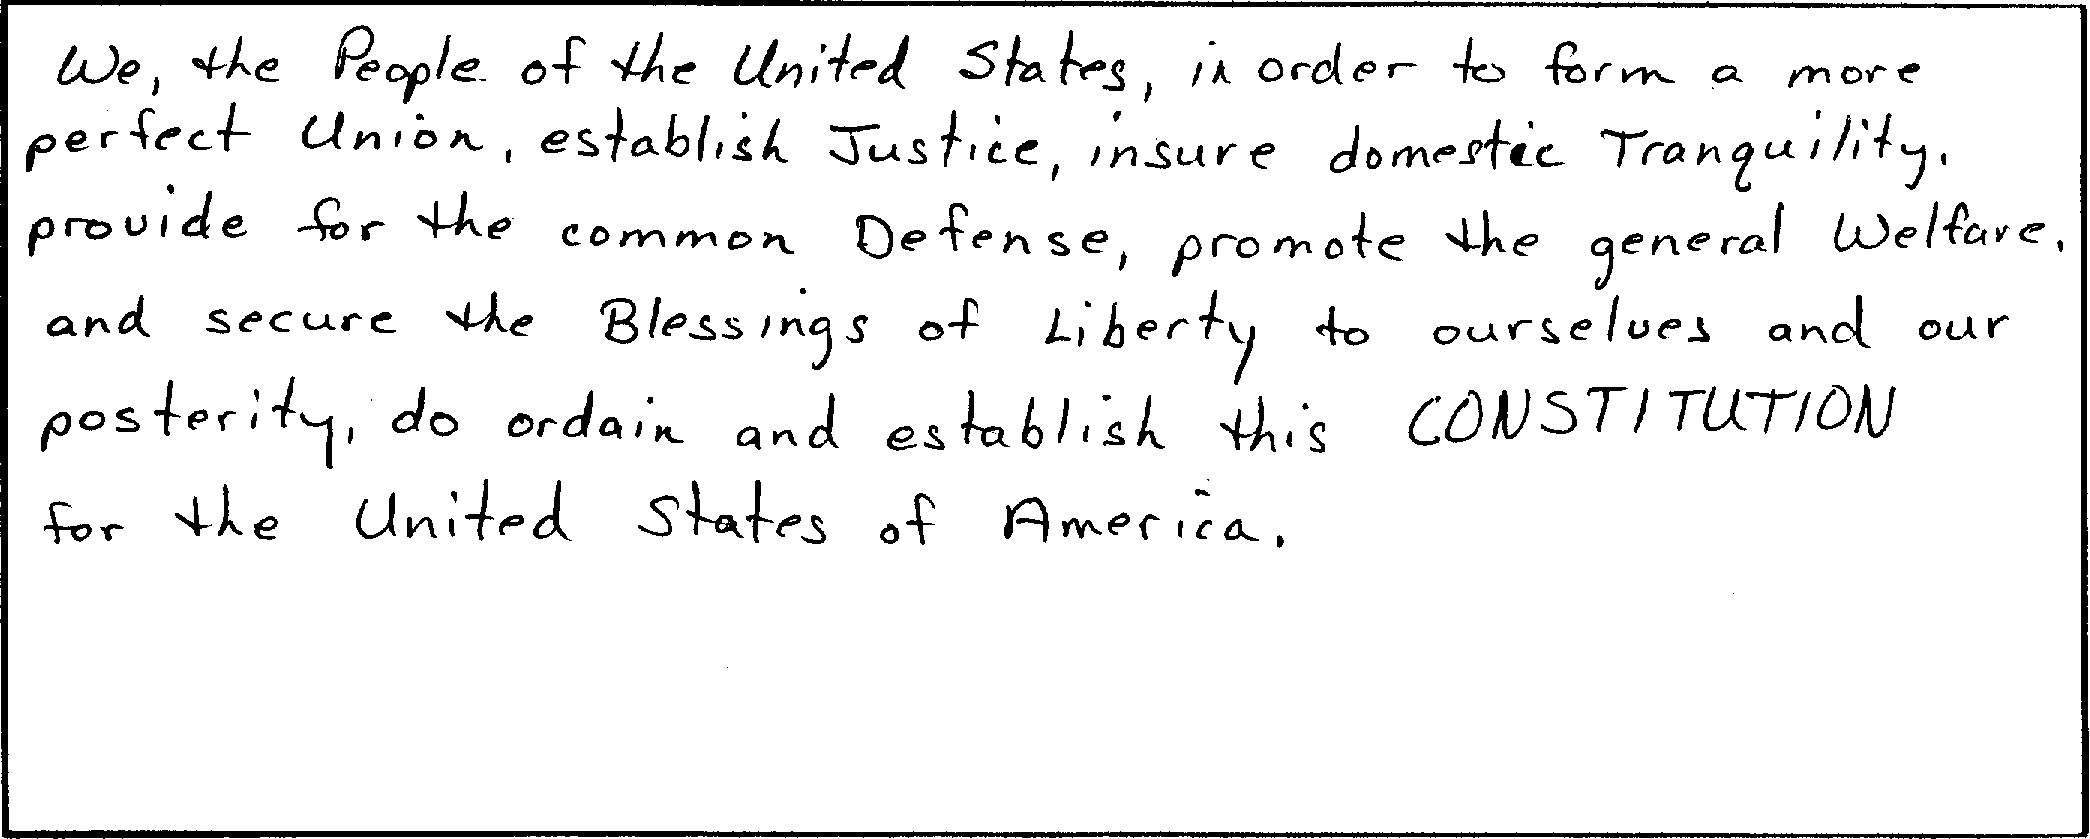 We, the People of the United States, in order to form a more
perfect Union, establish Justice, insure domestic Tranquility,
provide for the common Defense, promote the general Welfare,
and secure the Blessings of Liberty to ourselves and our
posterity, do ordain and establish this CONSTITUTION
for the United States of America.